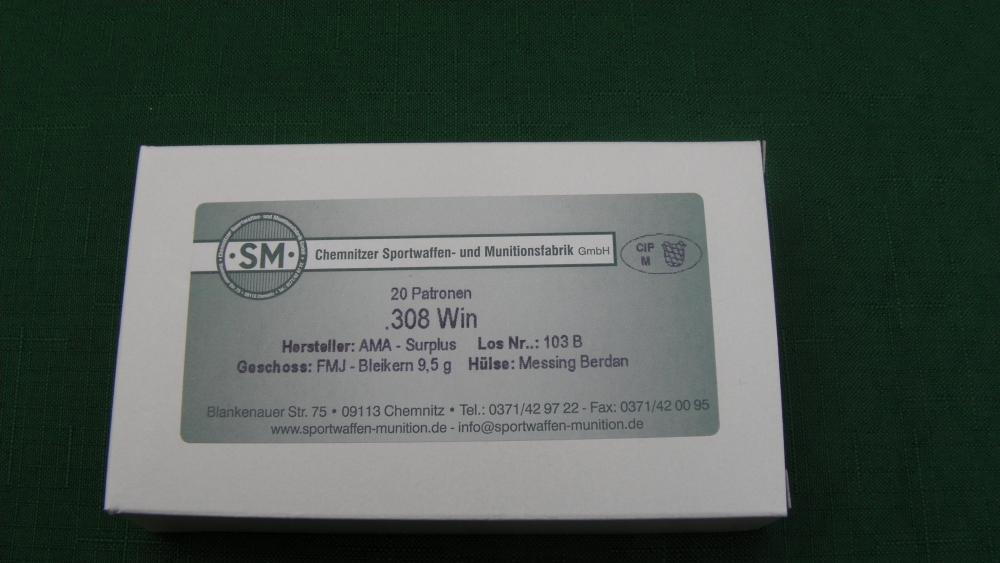 ·SM·
Chemnitzer Sportwaffen- und Munitionsfabrik GmbH
CIP
M
20 Patronen
.308 Win
Hersteller: AMA - Surplus Los Nr..: 103 B
Geschoss: FMJ - Bleikern 9,5 g Hülse: Messing Berdan
Blankenauer Str. 75 • 09113 Chemnitz • Tel.: 0371/42 97 22 - Fax: 0371/42 00 95
www.sportwaffen-munition.de - info@sportwaffen-munition.de